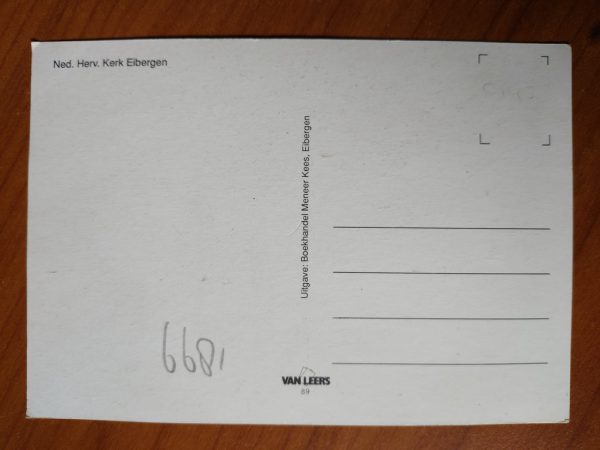 Ned. Herv. Kerk Eibergen
Uitgave: Boekhandel Meneer Kees, Eibergen
6681
VAN LEERS
89